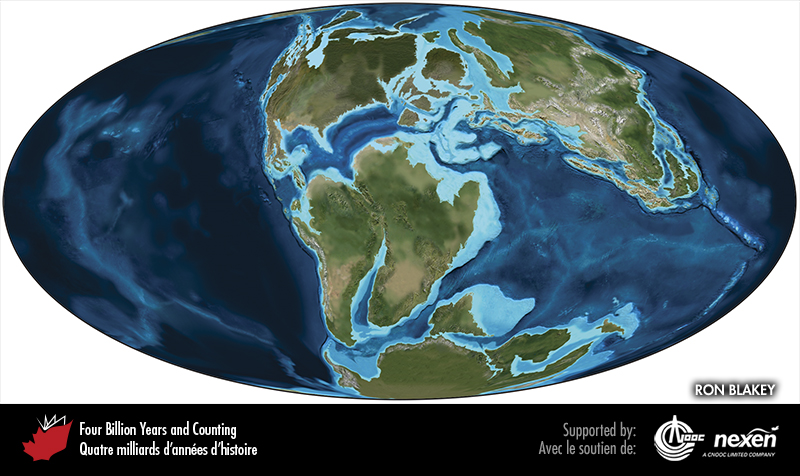 RON BLAKEY
Four Billion Years and Counting
Quatre milliards d'années d'histoire
Supported by:
Avec le soutien de:
CNOOC
nexen
A CNOOC LIMITED COMPANY